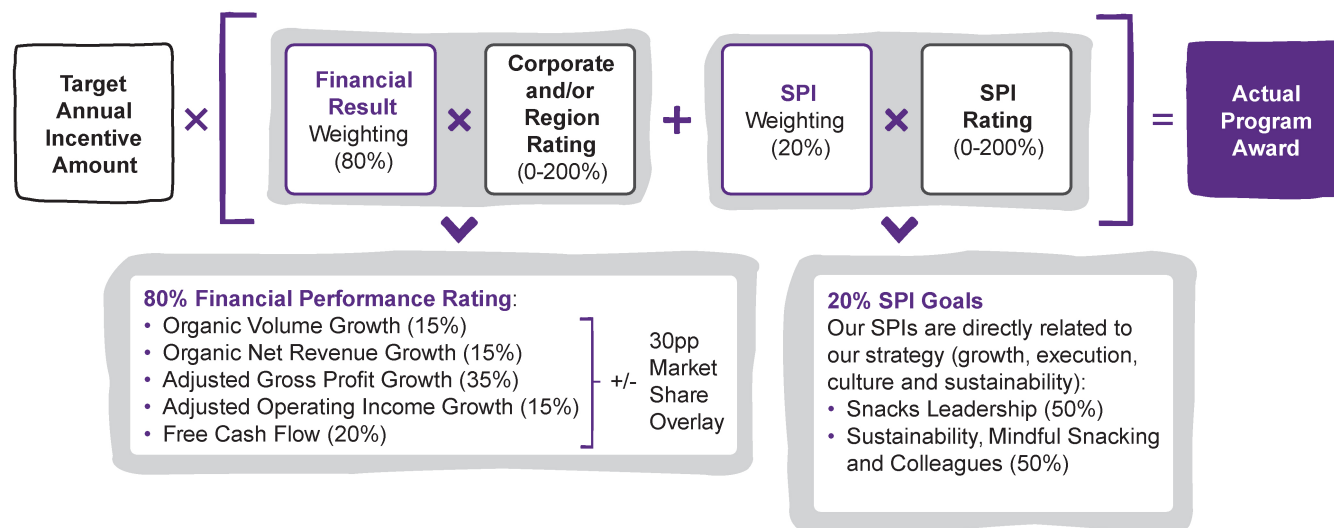 Target
Annual
Incentive
Amount
×
[
Financial
Result
Weighting
(80%)
×
Corporate
and/or
Region
Rating
(0-200%)
+
SPI
Weighting
(20%)
×
SPI
Rating
(0-200%)
]
=
Actual
Program
Award
80% Financial Performance Rating:
• Organic Volume Growth (15%)
• Organic Net Revenue Growth (15%)
• Adjusted Gross Profit Growth (35%)
• Adjusted Operating Income Growth (15%)
• Free Cash Flow (20%)
+/-
30pp
Market
Share
Overlay
20% SPI Goals
Our SPIs are directly related to
our strategy (growth, execution,
culture and sustainability):
• Snacks Leadership (50%)
• Sustainability, Mindful Snacking
and Colleagues (50%)